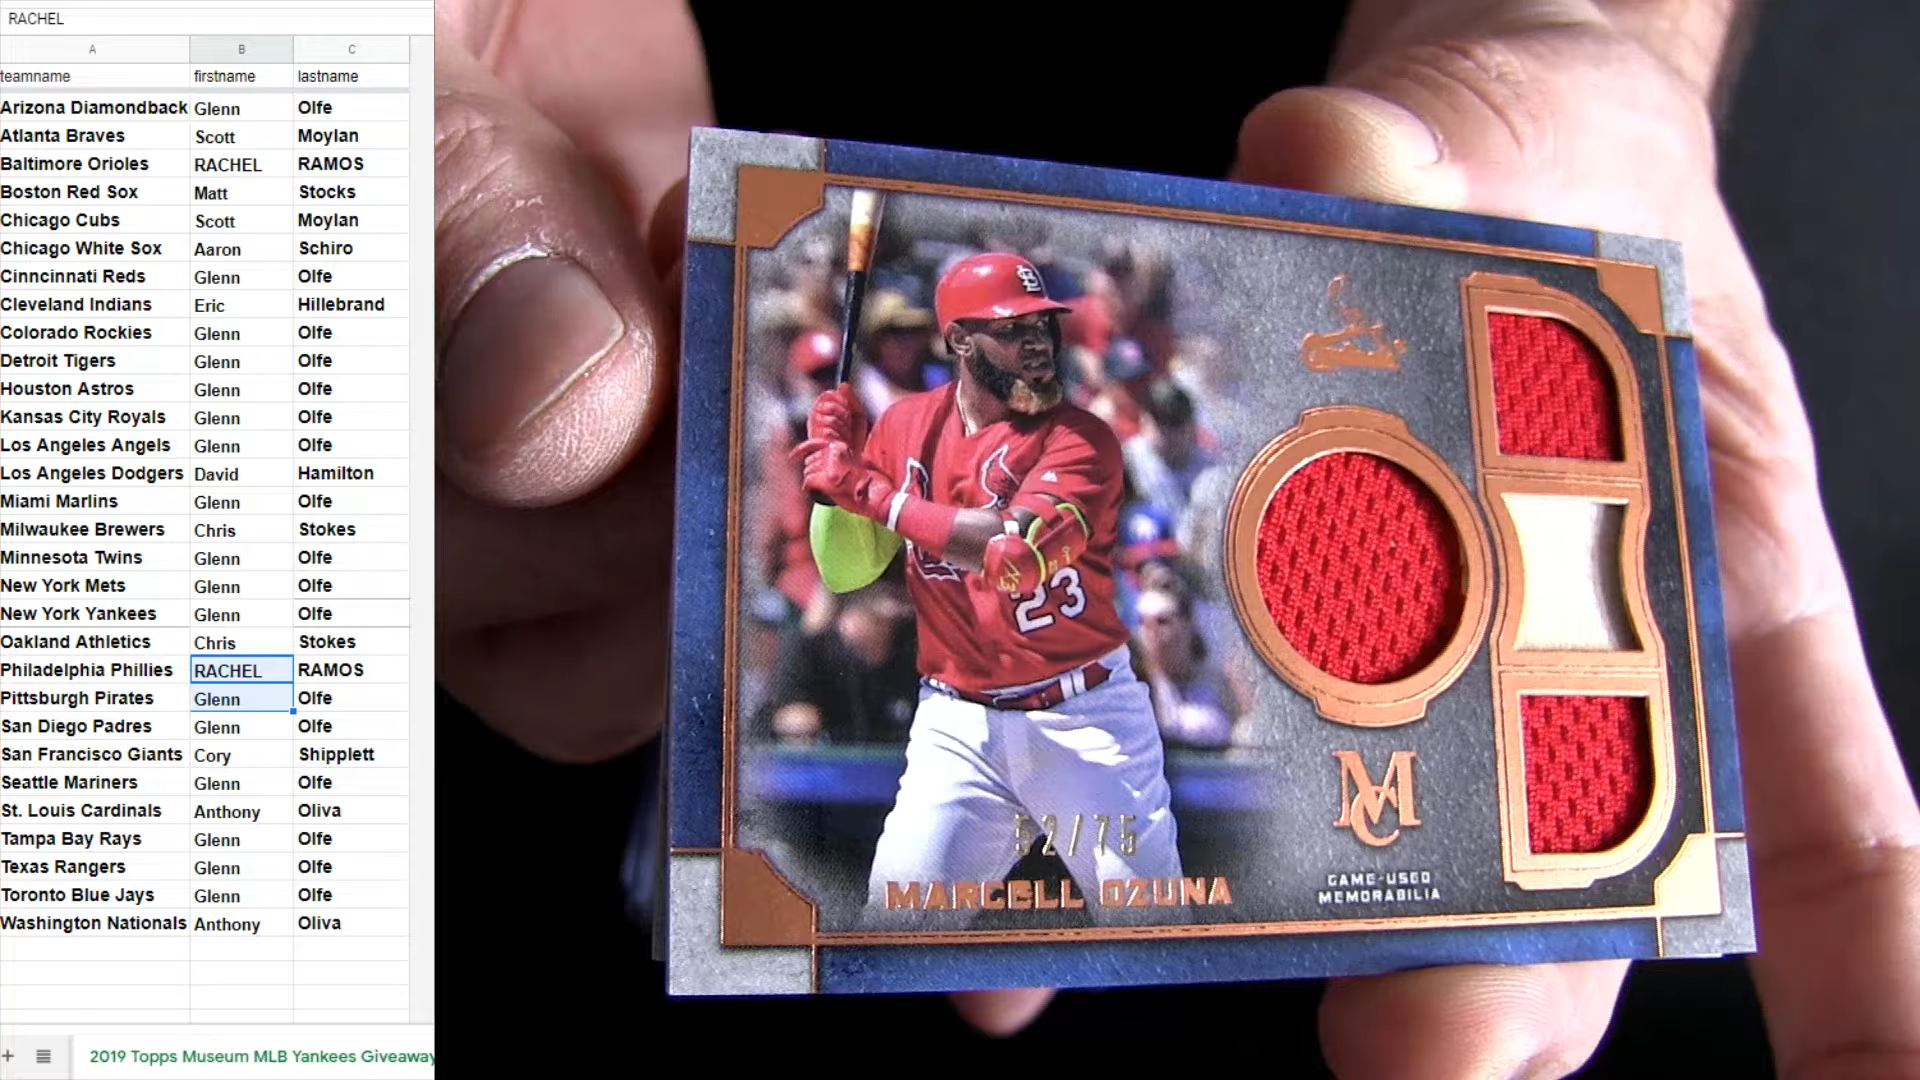 RACHEL
A B C
teamname firstname lastname
Arizona Diamondback Glenn Olfe
Atlanta Braves Scott Moylan
Baltimore Orioles RACHEL RAMOS
Boston Red Sox Matt Stocks
Chicago Cubs Scott Moylan
Chicago White Sox Aaron Schiro
Cinncinnati Reds Glenn Olfe
Cleveland Indians Eric Hillebrand
Colorado Rockies Glenn Olfe
Detroit Tigers Glenn Olfe
Houston Astros Glenn Olfe
Kansas City Royals Glenn Olfe
Los Angeles Angels Glenn Olfe
Los Angeles Dodgers David Hamilton
Miami Marlins Glenn Olfe
Milwaukee Brewers Chris Stokes
Minnesota Twins Glenn Olfe
New York Mets Glenn Olfe
New York Yankees Glenn Olfe
Oakland Athletics Chris Stokes
Philadelphia Phillies RACHEL RAMOS
Pittsburgh Pirates Glenn Olfe
San Diego Padres Glenn Olfe
San Francisco Giants Cory Shipplett
Seattle Mariners Glenn Olfe
St. Louis Cardinals Anthony Oliva
Tampa Bay Rays Glenn Olfe
Texas Rangers Glenn Olfe
Toronto Blue Jays Glenn Olfe
Washington Nationals Anthony Oliva
2019 Topps Museum MLB Yankees Giveaway
StL
23
52/75
MARCELL OZUNA
MC
GAME-USED
MEMORABILIA